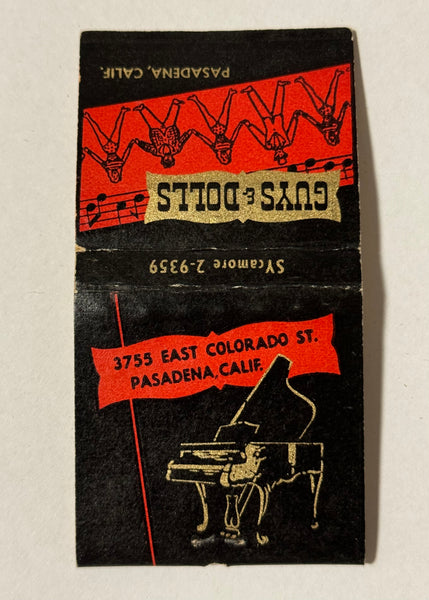 PASADENA, CALIF.
GUYS & DOLLS
SYcamore 2-9359
3755 EAST COLORADO ST.
PASADENA, CALIF.